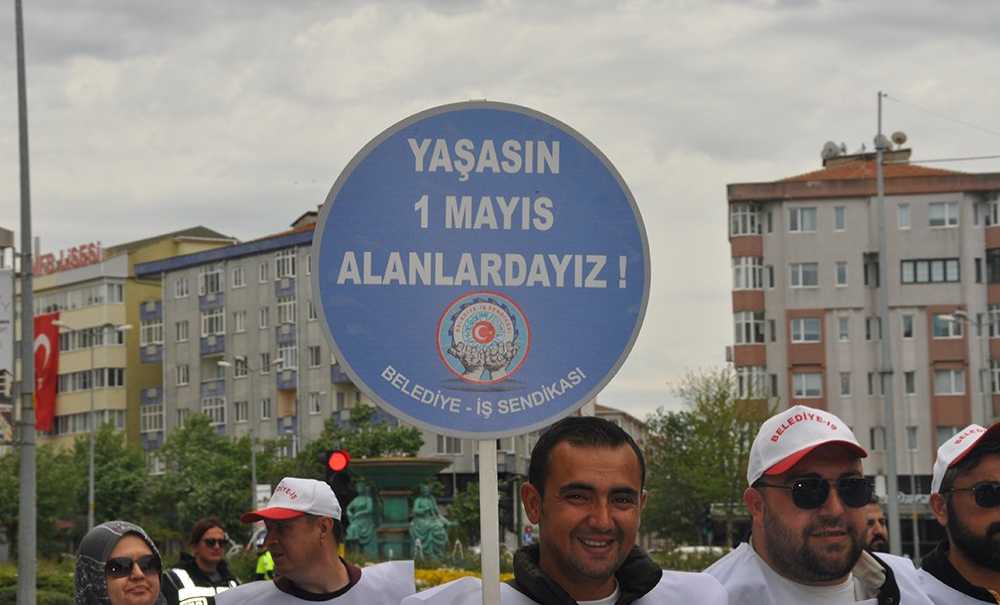 YAŞASIN
1 MAYIS
ALANLARDAYIZ !
BELEDİYE - İŞ SENDİKASI
BELEDİYE-İŞ